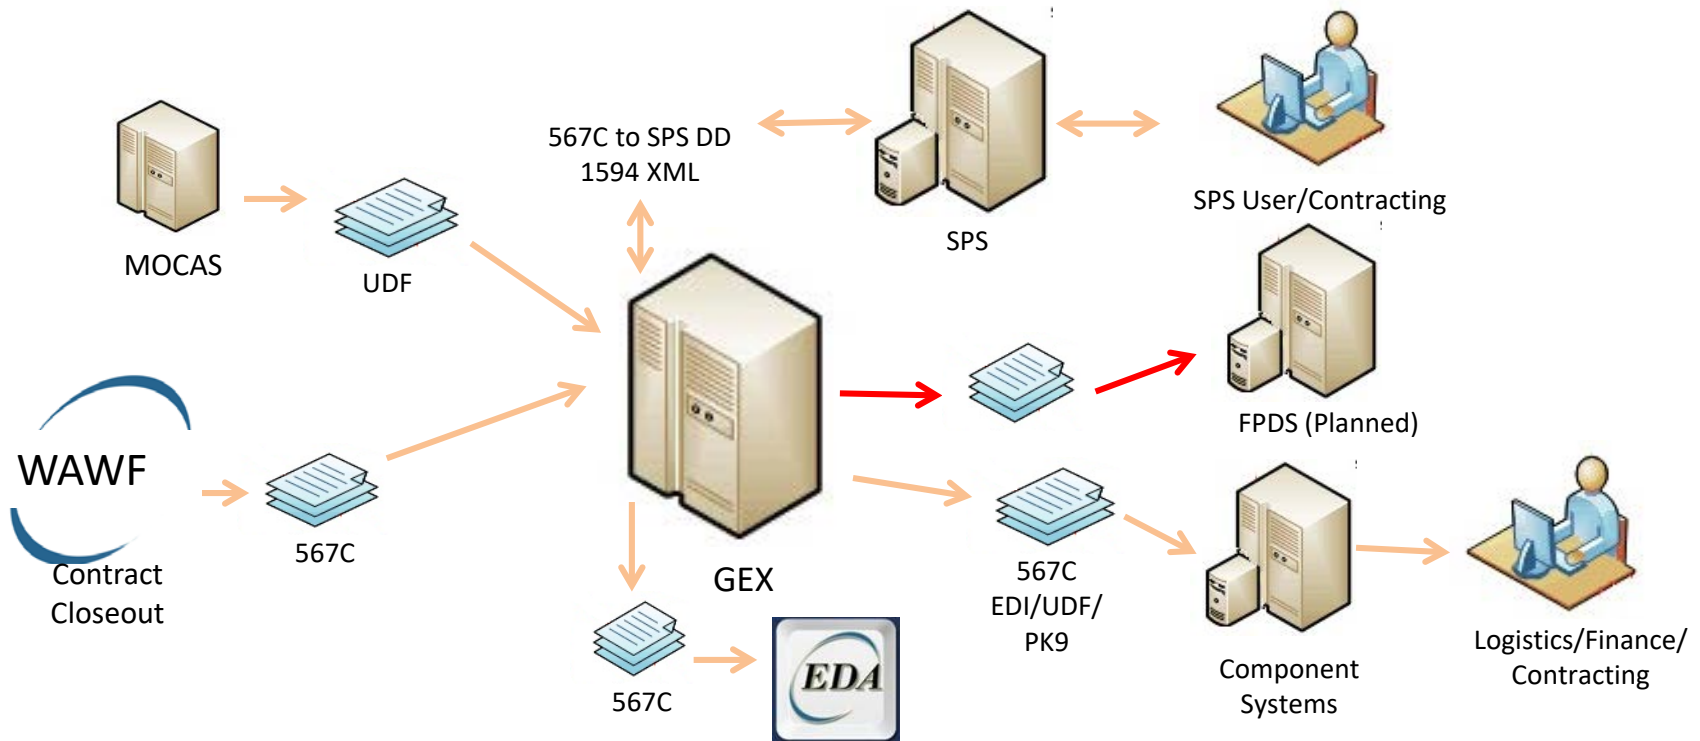 567C to SPS DD
1594 XML
SPS User/Contracting
SPS
MOCAS
UDF
FPDS (Planned)
WAWF
Contract
Closeout
567C
GEX
567C
EDI/UDF/
PK9
Logistics/Finance/
Contracting
Component
Systems
567C
EDA